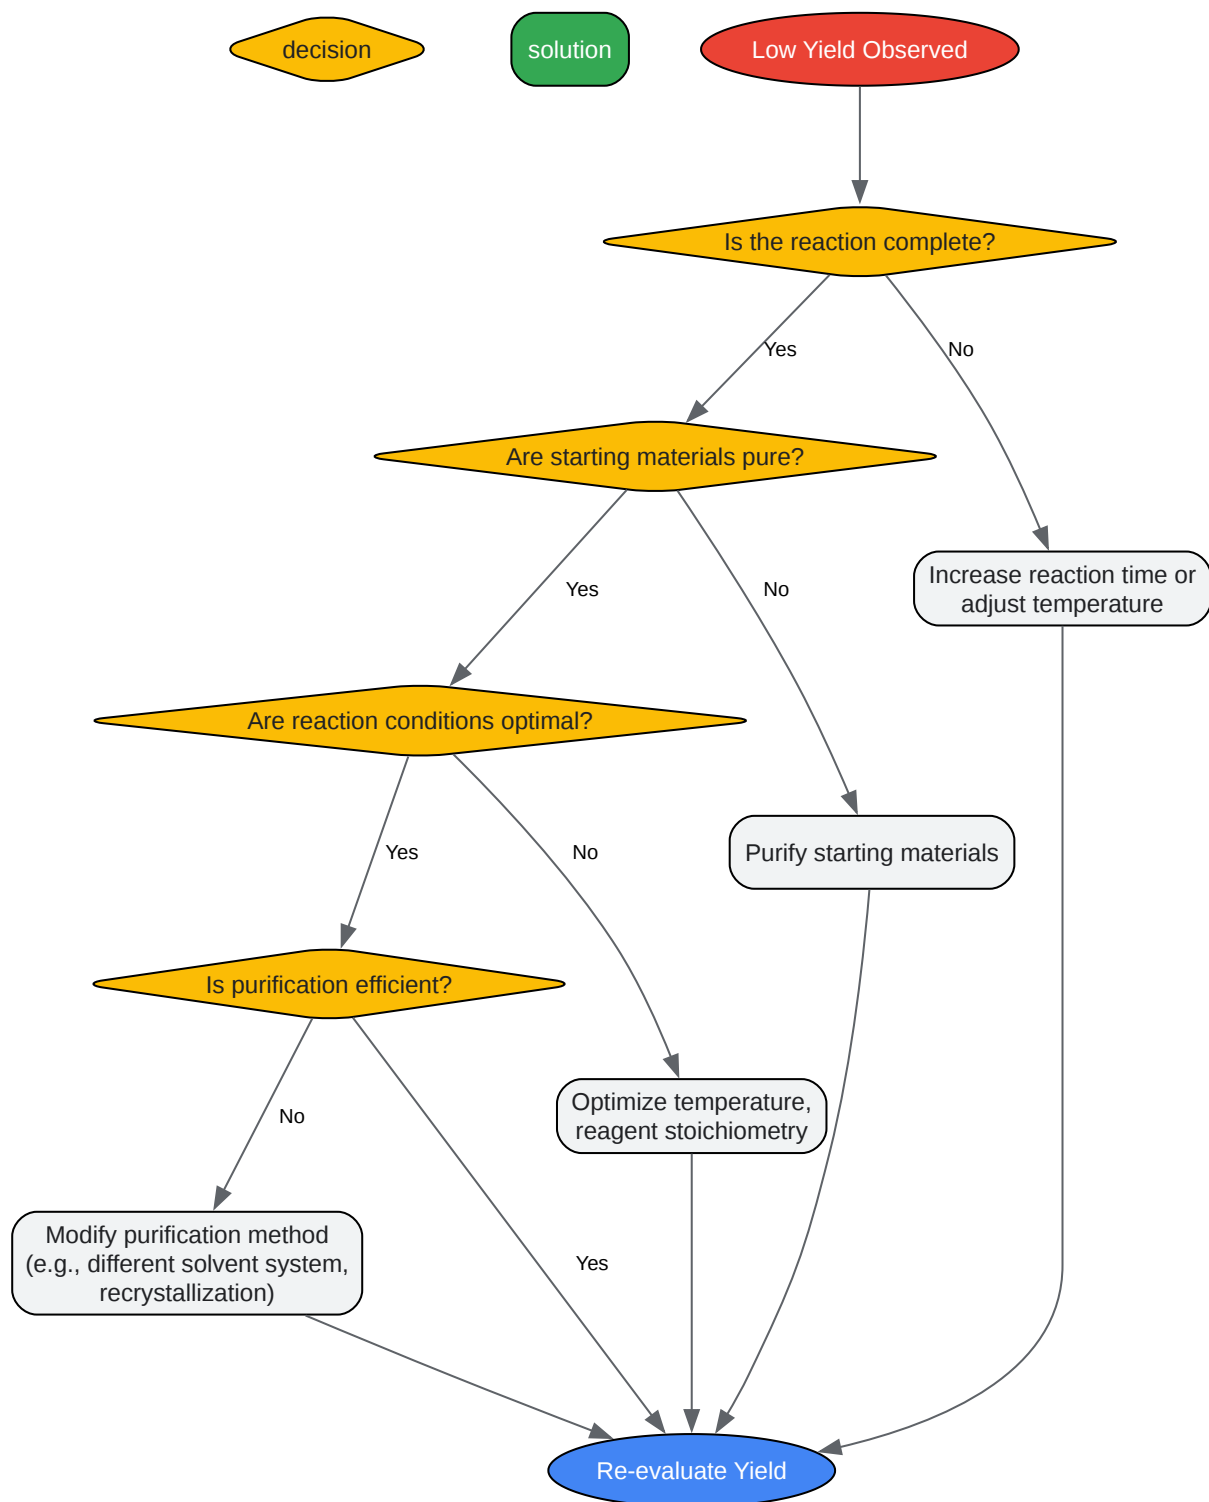 decision
solution
Low Yield Observed
Is the reaction complete?
Yes
No
Are starting materials pure?
Increase reaction time or
adjust temperature
Yes
No
Are reaction conditions optimal?
Purify starting materials
Yes
No
Is purification efficient?
Optimize temperature,
reagent stoichiometry
No
Modify purification method
(e.g., different solvent system,
recrystallization)
Yes
Re-evaluate Yield